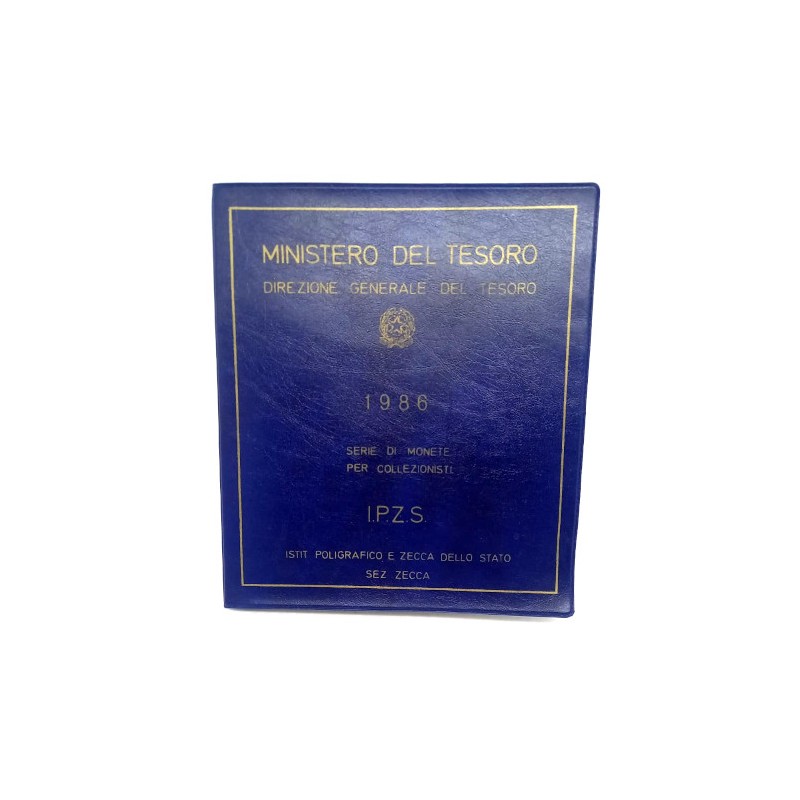 MINISTERO DEL TESORO
DIREZIONE GENERALE DEL TESORO
1986
SERIE DI MONETE
PER COLLEZIONISTI
I.P.Z.S.
ISTIT POLIGRAFICO E ZECCA DELLO STATO
SEZ ZECCA